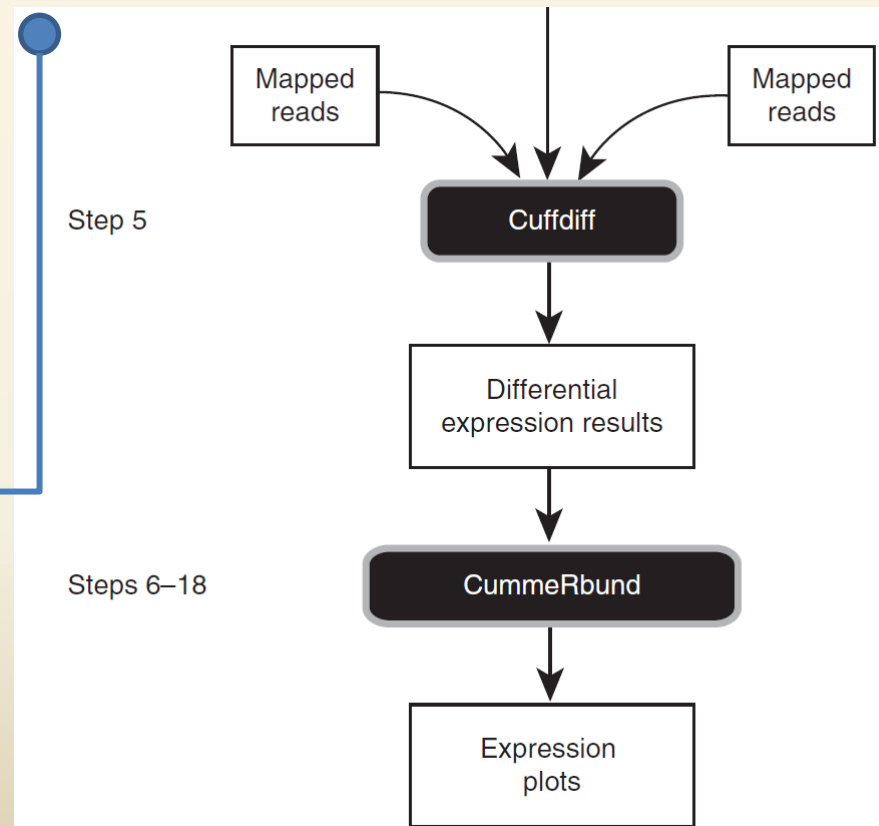 Mapped
reads
Mapped
reads
Step 5
Cuffdiff
Differential
expression results
Steps 6–18
CummeRbund
Expression
plots